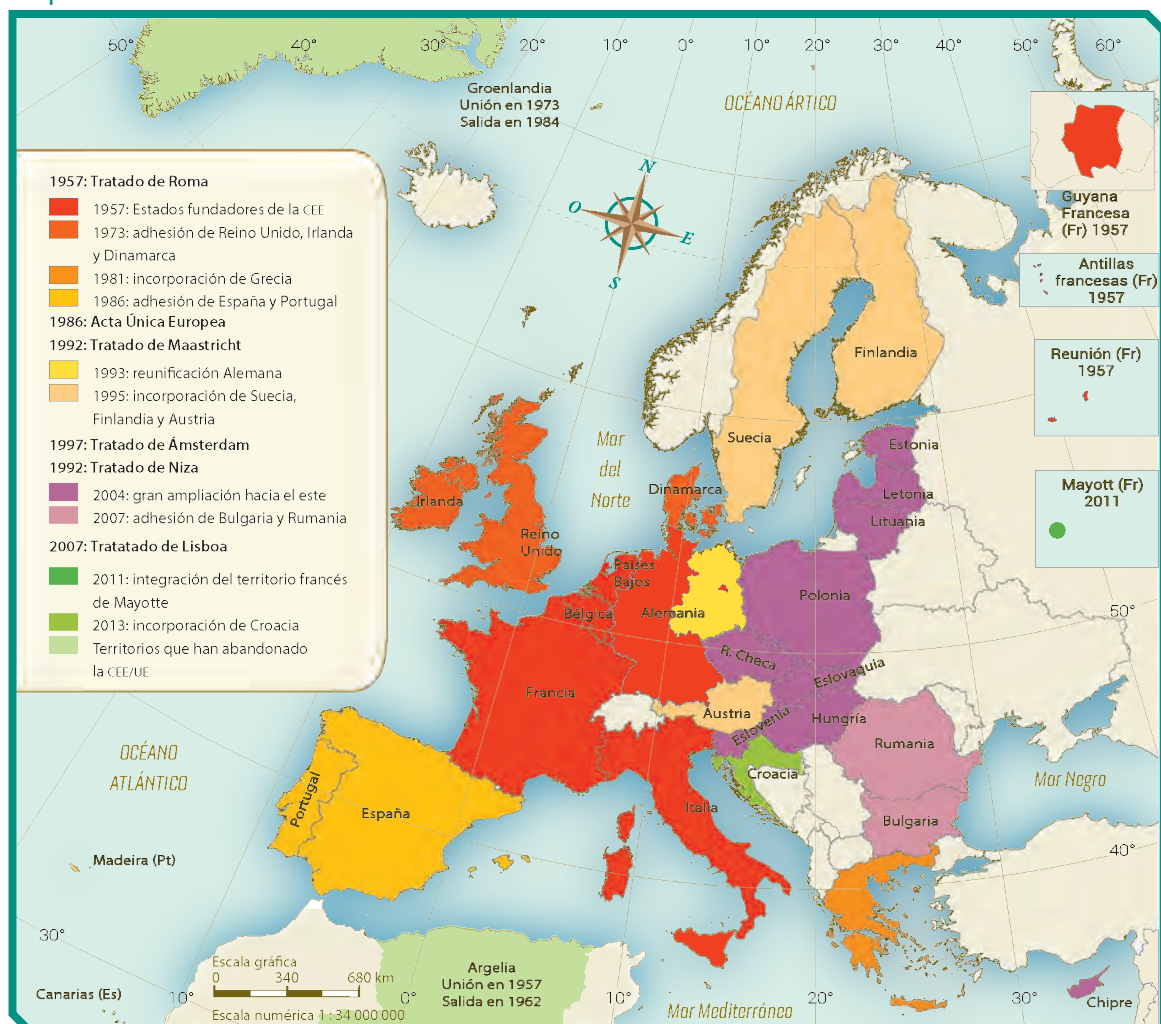 50°
40°
30°
20°
10°
0°
10°
20°
30°
40°
50°
60°
Groenlandia
Unión en 1973
Salida en 1984
OCÉANO ÁRTICO
N
O
E
S
Guyana
Francesa
(Fr) 1957
Antillas
francesas (Fr)
1957
Reunión (Fr)
1957
Mayott (Fr)
2011
1957: Tratado de Roma
1957: Estados fundadores de la CEE
1973: adhesión de Reino Unido, Irlanda
y Dinamarca
1981: incorporación de Grecia
1986: adhesión de España y Portugal
1986: Acta Única Europea
1992: Tratado de Maastricht
1993: reunificación Alemana
1995: incorporación de Suecia,
Finlandia y Austria
1997: Tratado de Ámsterdam
1992: Tratado de Niza
2004: gran ampliación hacia el este
2007: adhesión de Bulgaria y Rumania
2007: Tratatado de Lisboa
2011: integración del territorio francés
de Mayotte
2013: incorporación de Croacia
Territorios que han abandonado
la CEE/UE
Finlandia
Suecia
Estonia
Letonia
Lituania
Mar
del
Norte
Dinamarca
Irlanda
Reino
Unido
Países
Bajos
Bélgica
Alemania
Polonia
50°
R. Checa
Eslovaquia
Francia
Austria
Eslovenia
Hungría
Rumania
Croacia
OCÉANO
ATLÁNTICO
Mar Negro
Portugal
España
Italia
Bulgaria
Madeira (Pt)
40°
30°
Canarias (Es)
10°
Escala gráfica
0 340 680 km
Escala numérica 1 : 34 000 000
0°
Argelia
Unión en 1957
Salida en 1962
10°
Mar Mediterráneo
20°
30°
Chipre